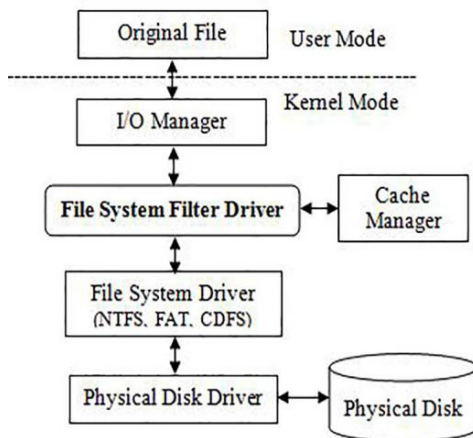 Original File
User Mode
Kernel Mode
I/O Manager
File System Filter Driver
Cache
Manager
File System Driver
(NTFS, FAT, CDFS)
Physical Disk Driver
Physical Disk